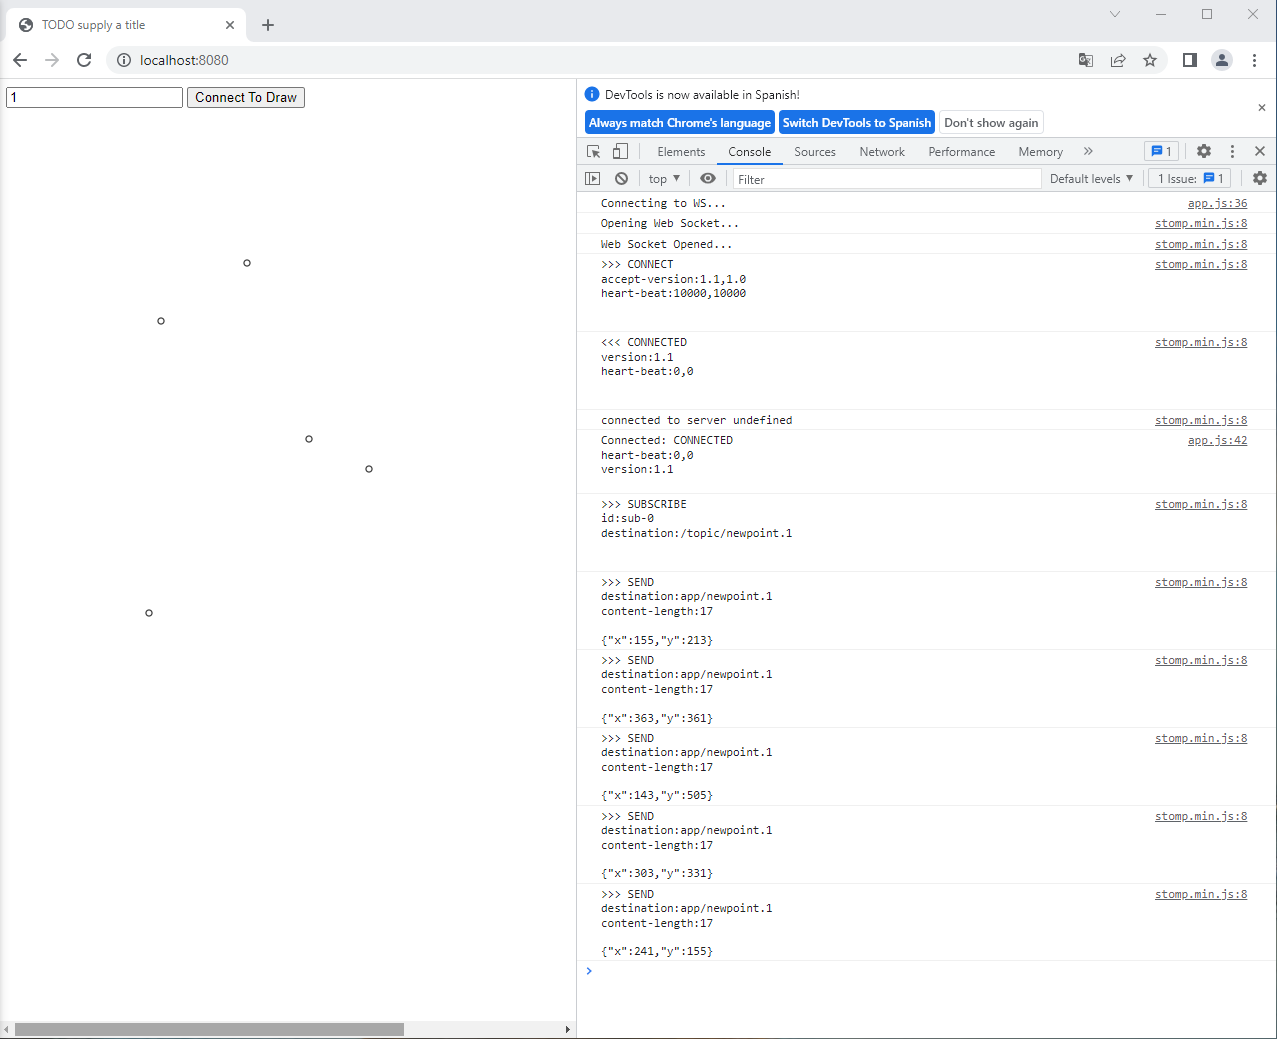 TODO supply a title
localhost:8080
1
Connect To Draw
DevTools is now available in Spanish!
Always match Chrome's language
Switch DevTools to Spanish
Don't show again
Elements
Console
Sources
Network
Performance
Memory
1
top
Filter
Default levels
1 Issue: 1
Connecting to WS... app.js:36
Opening Web Socket... stomp.min.js:8
Web Socket Opened... stomp.min.js:8
>>> CONNECT stomp.min.js:8
accept-version:1.1,1.0
heart-beat:10000,10000
<<< CONNECTED stomp.min.js:8
version:1.1
heart-beat:0,0
connected to server undefined stomp.min.js:8
Connected: CONNECTED app.js:42
heart-beat:0,0
version:1.1
>>> SUBSCRIBE stomp.min.js:8
id:sub-0
destination:/topic/newpoint.1
>>> SEND stomp.min.js:8
destination:app/newpoint.1
content-length:17
{"x":155,"y":213}
>>> SEND stomp.min.js:8
destination:app/newpoint.1
content-length:17
{"x":363,"y":361}
>>> SEND stomp.min.js:8
destination:app/newpoint.1
content-length:17
{"x":143,"y":505}
>>> SEND stomp.min.js:8
destination:app/newpoint.1
content-length:17
{"x":303,"y":331}
>>> SEND stomp.min.js:8
destination:app/newpoint.1
content-length:17
{"x":241,"y":155}